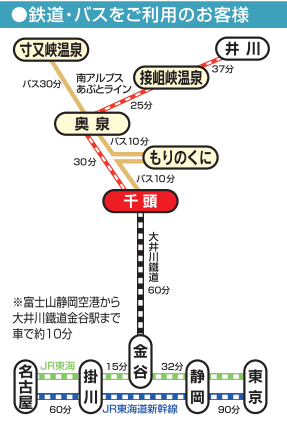 ●鉄道・バスをご利用のお客様
寸又峡温泉
井川
バス30分
南アルプス
あぷとライン
接岨峡温泉
37分
25分
奥泉
バス10分
もりのくに
30分
バス10分
千頭
大井川鐵道
60分
※富士山静岡空港から
大井川鐵道金谷駅まで
車で約10分
名古屋
JR東海
掛川
15分
金谷
32分
静岡
東京
60分
JR東海道新幹線
90分